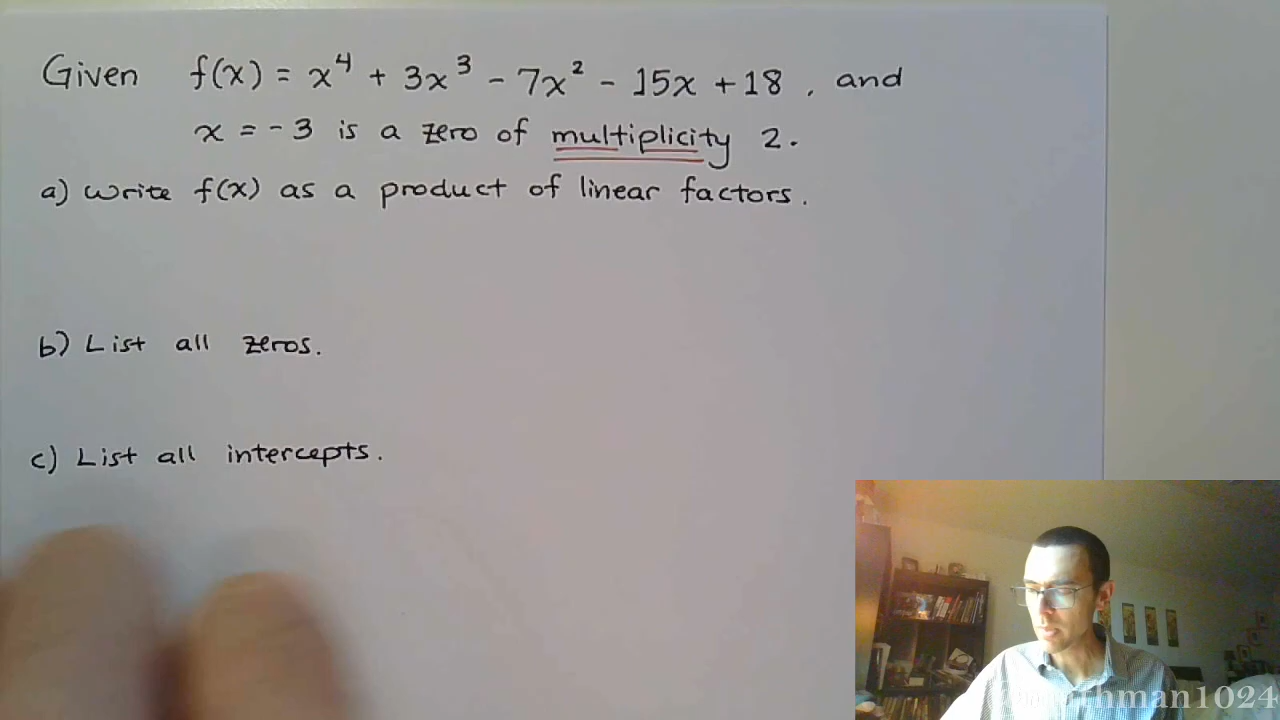 Given f(x) = x⁴ + 3x³ - 7x² - 15x + 18, and
x = -3 is a zero of multiplicity 2.
a) Write f(x) as a product of linear factors.
b) List all zeros.
c) List all intercepts.